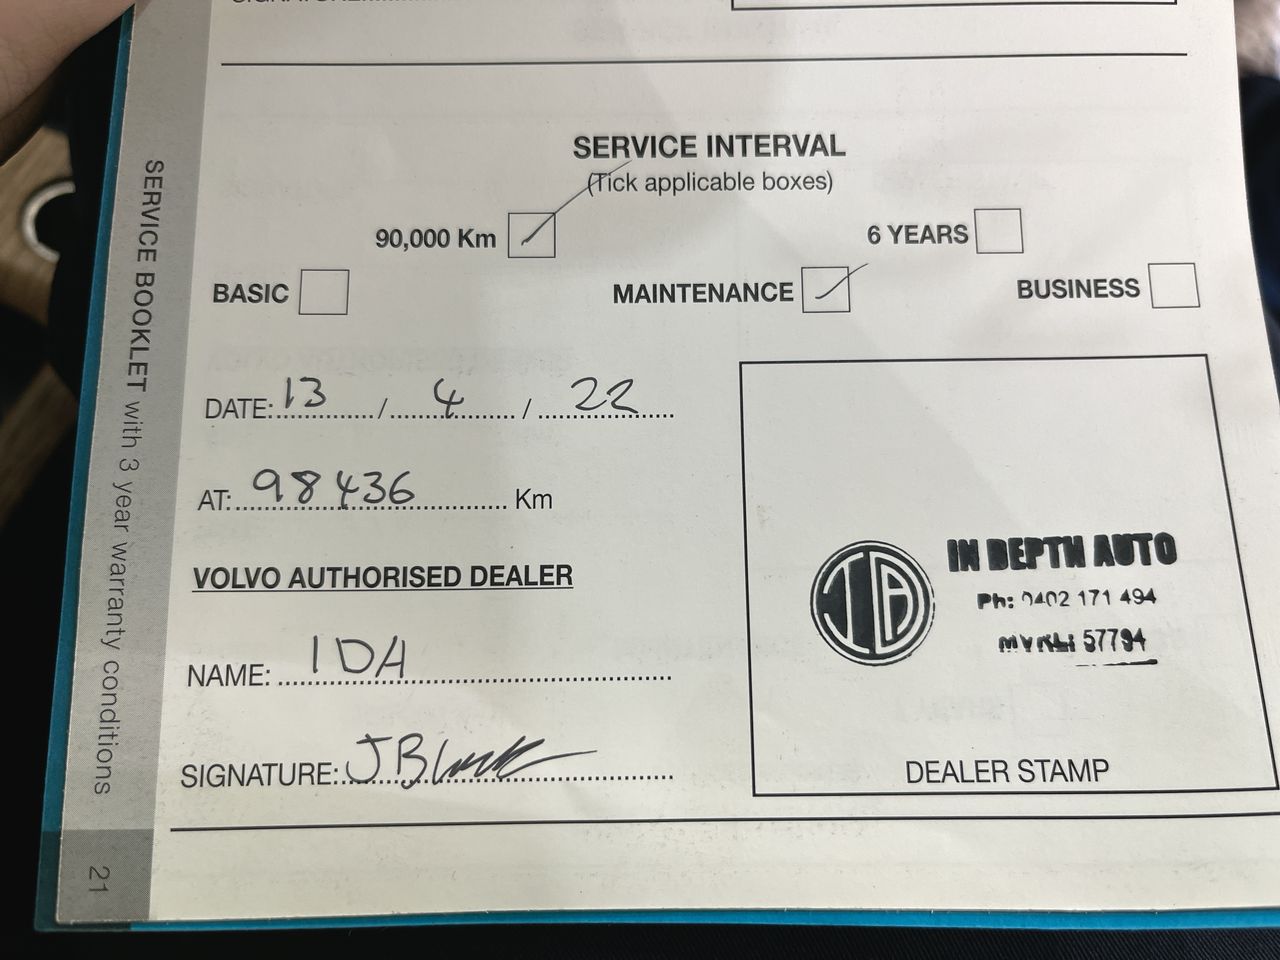 SERVICE INTERVAL
(Tick applicable boxes)
90,000 Km
6 YEARS
BASIC
MAINTENANCE
BUSINESS
DATE: 13 / 4 / 22
AT: 98436 Km
VOLVO AUTHORISED DEALER
NAME: IDA
SIGNATURE: J
IDA
IN DEPTH AUTO
Ph: 0402 171 494
57794
DEALER STAMP
SERVICE BOOKLET with 3 year warranty conditions
21